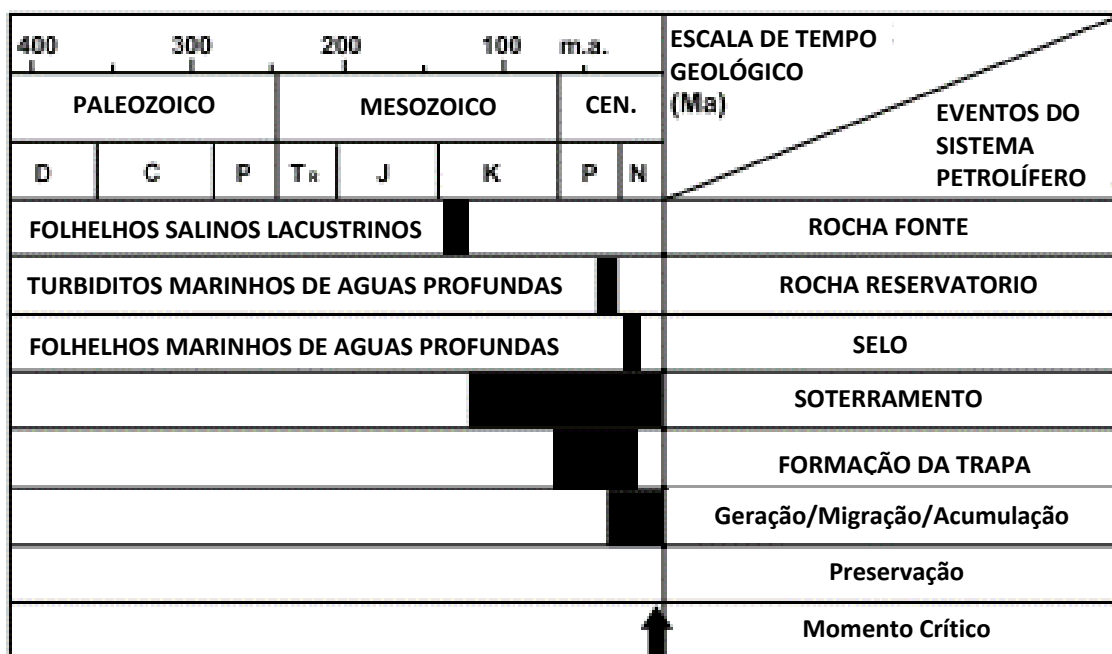 400 300 200 100 m.a.
ESCALA DE TEMPO
GEOLÓGICO
(Ma)
EVENTOS DO
SISTEMA
PETROLÍFERO
PALEOZOICO MESOZOICO CEN.
D C P TR J K P N
FOLHELHOS SALINOS LACUSTRINOS ROCHA FONTE
TURBIDITOS MARINHOS DE AGUAS PROFUNDAS ROCHA RESERVATORIO
FOLHELHOS MARINHOS DE AGUAS PROFUNDAS SELO
SOTERRAMENTO
FORMAÇÃO DA TRAPA
Geração/Migração/Acumulação
Preservação
Momento Crítico